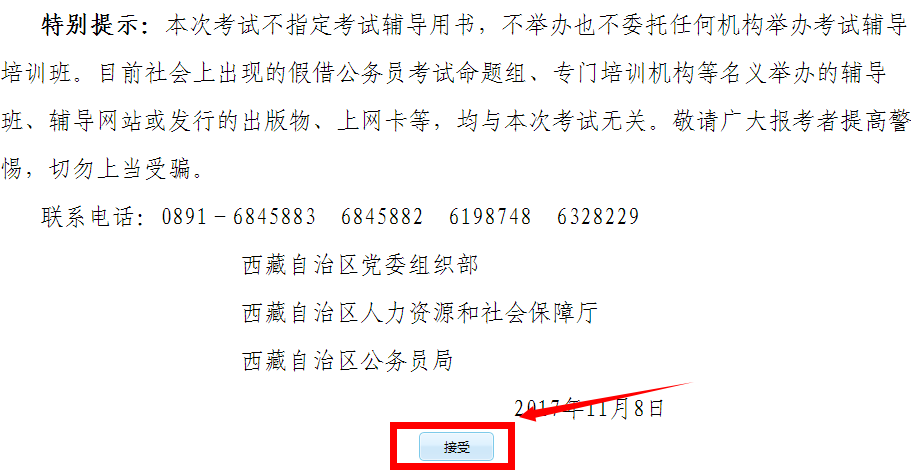 特别提示：本次考试不指定考试辅导用书，不举办也不委托任何机构举办考试辅导
培训班。目前社会上出现的假借公务员考试命题组、专门培训机构等名义举办的辅导
班、辅导网站或发行的出版物、上网卡等，均与本次考试无关。敬请广大报考者提高警
惕，切勿上当受骗。
联系电话：0891－6845883 6845882 6198748 6328229
西藏自治区党委组织部
西藏自治区人力资源和社会保障厅
西藏自治区公务员局
2017年11月8日
接受